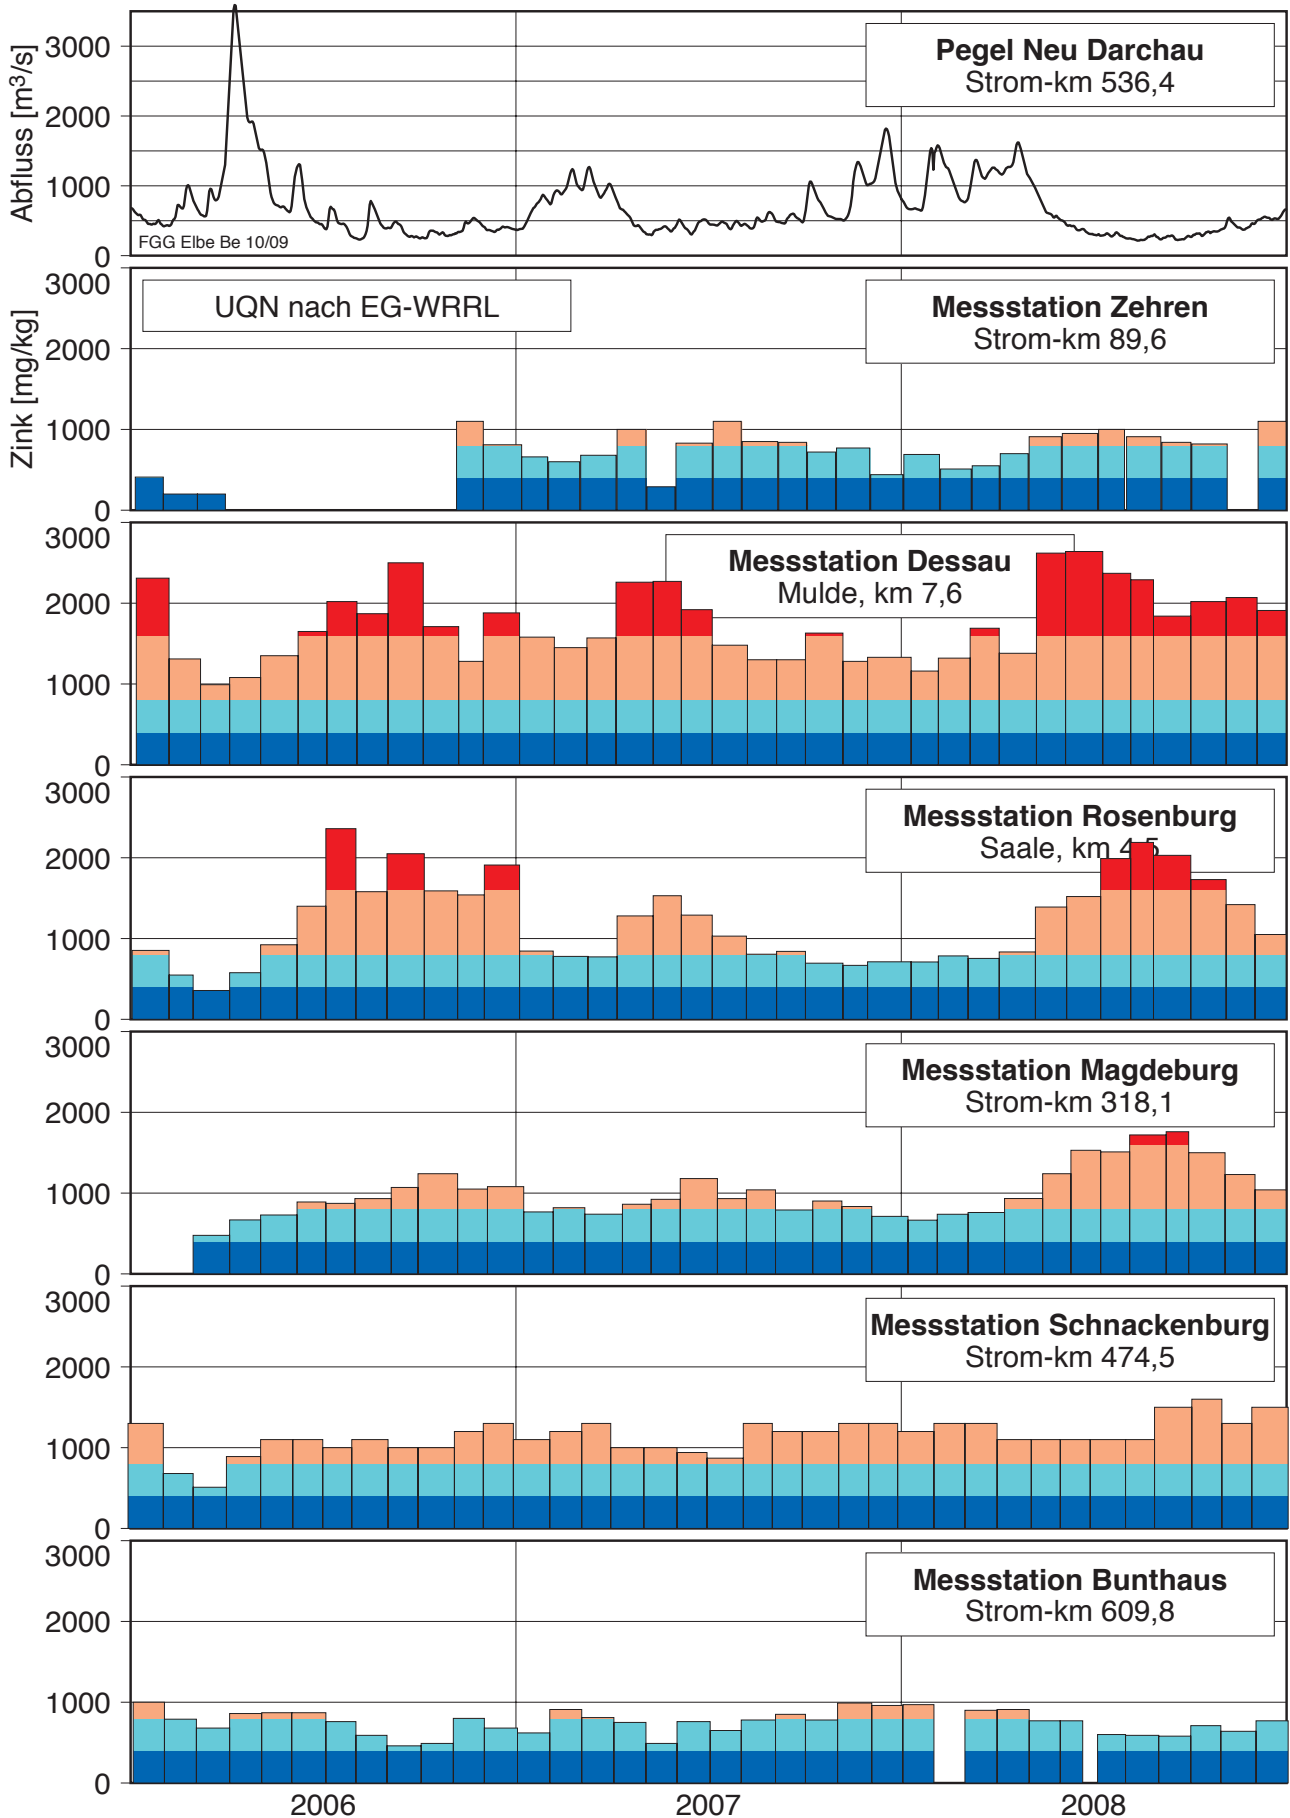 Abfluss [m³/s]
3000
2000
1000
0
Pegel Neu Darchau
Strom-km 536,4
FGG Elbe Be 10/09
Zink [mg/kg]
3000
2000
1000
0
UQN nach EG-WRRL
Messstation Zehren
Strom-km 89,6
3000
2000
1000
0
Messstation Dessau
Mulde, km 7,6
3000
2000
1000
0
Messstation Rosenburg
Saale, km 4,5
3000
2000
1000
0
Messstation Magdeburg
Strom-km 318,1
3000
2000
1000
0
Messstation Schnackenburg
Strom-km 474,5
3000
2000
1000
0
Messstation Bunthaus
Strom-km 609,8
2006 2007 2008